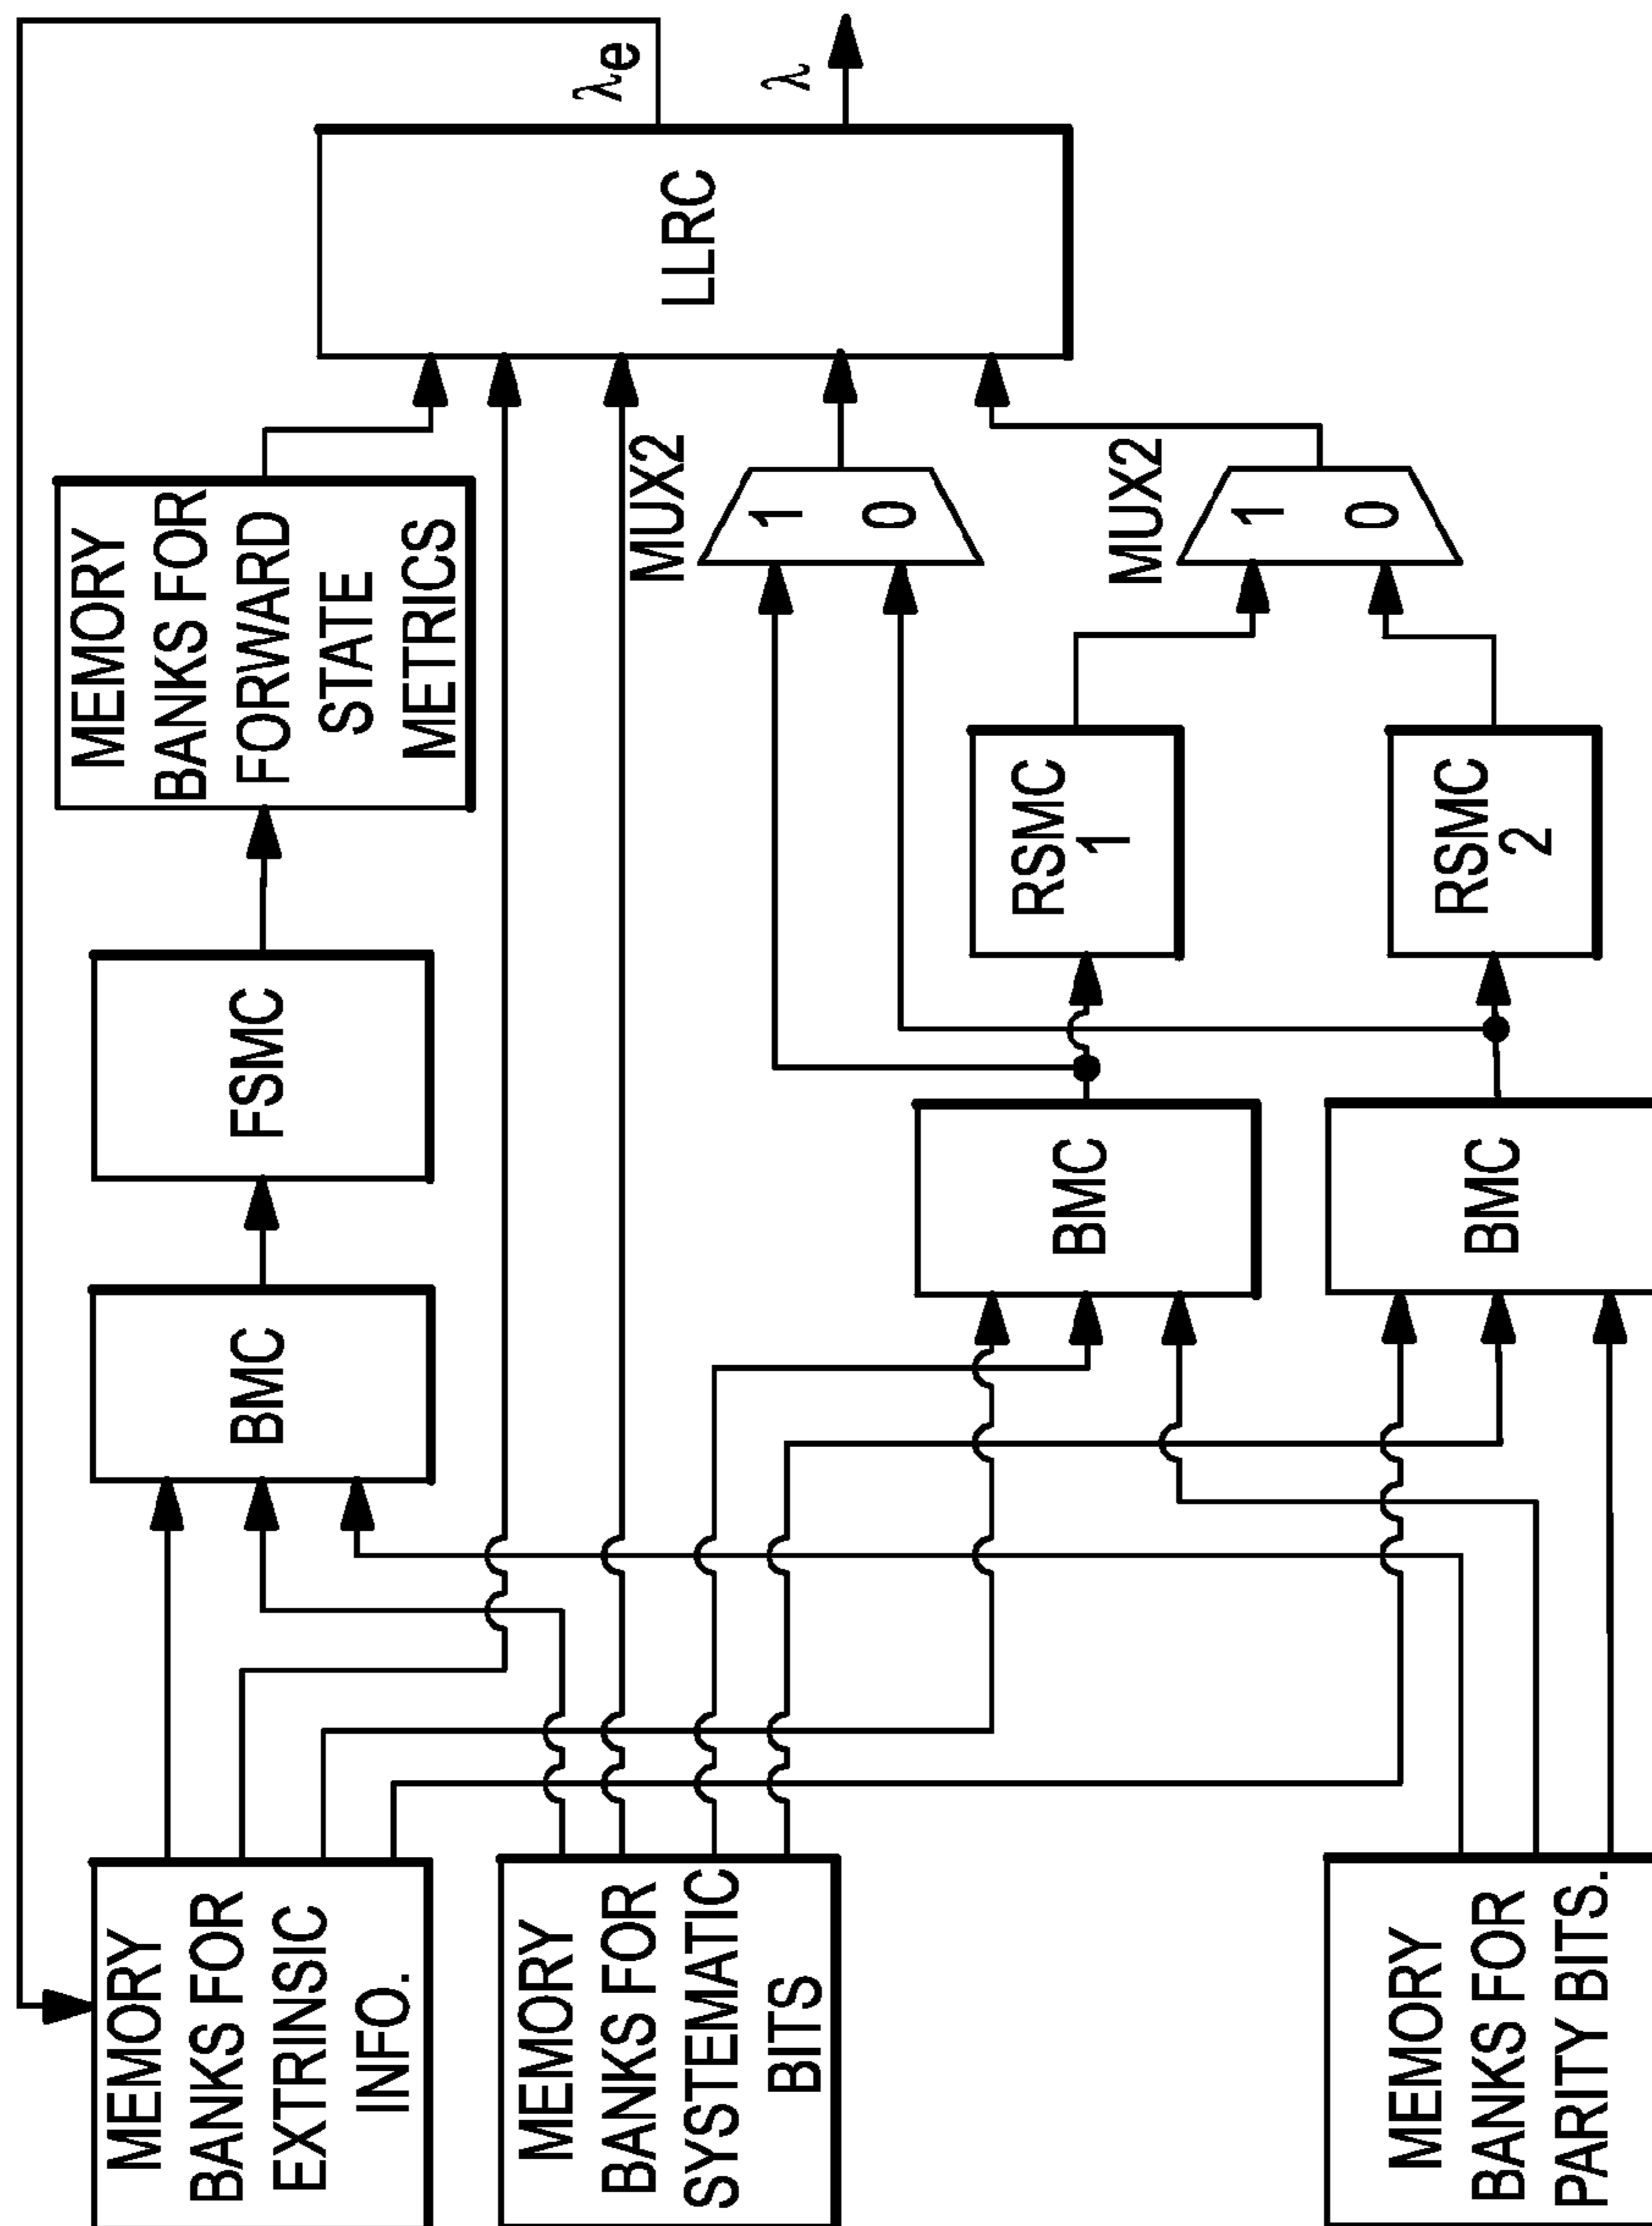 MEMORY
BANKS FOR
EXTRINSIC
INFO.
BMC
FSMC
MEMORY
BANKS FOR
FORWARD
STATE
METRICS
λe
λ
LLRC
MEMORY
BANKS FOR
SYSTEMATIC
BITS
MUX2
1
0
BMC
RSMC
1
MUX2
1
0
MEMORY
BANKS FOR
PARITY BITS.
BMC
RSMC
2